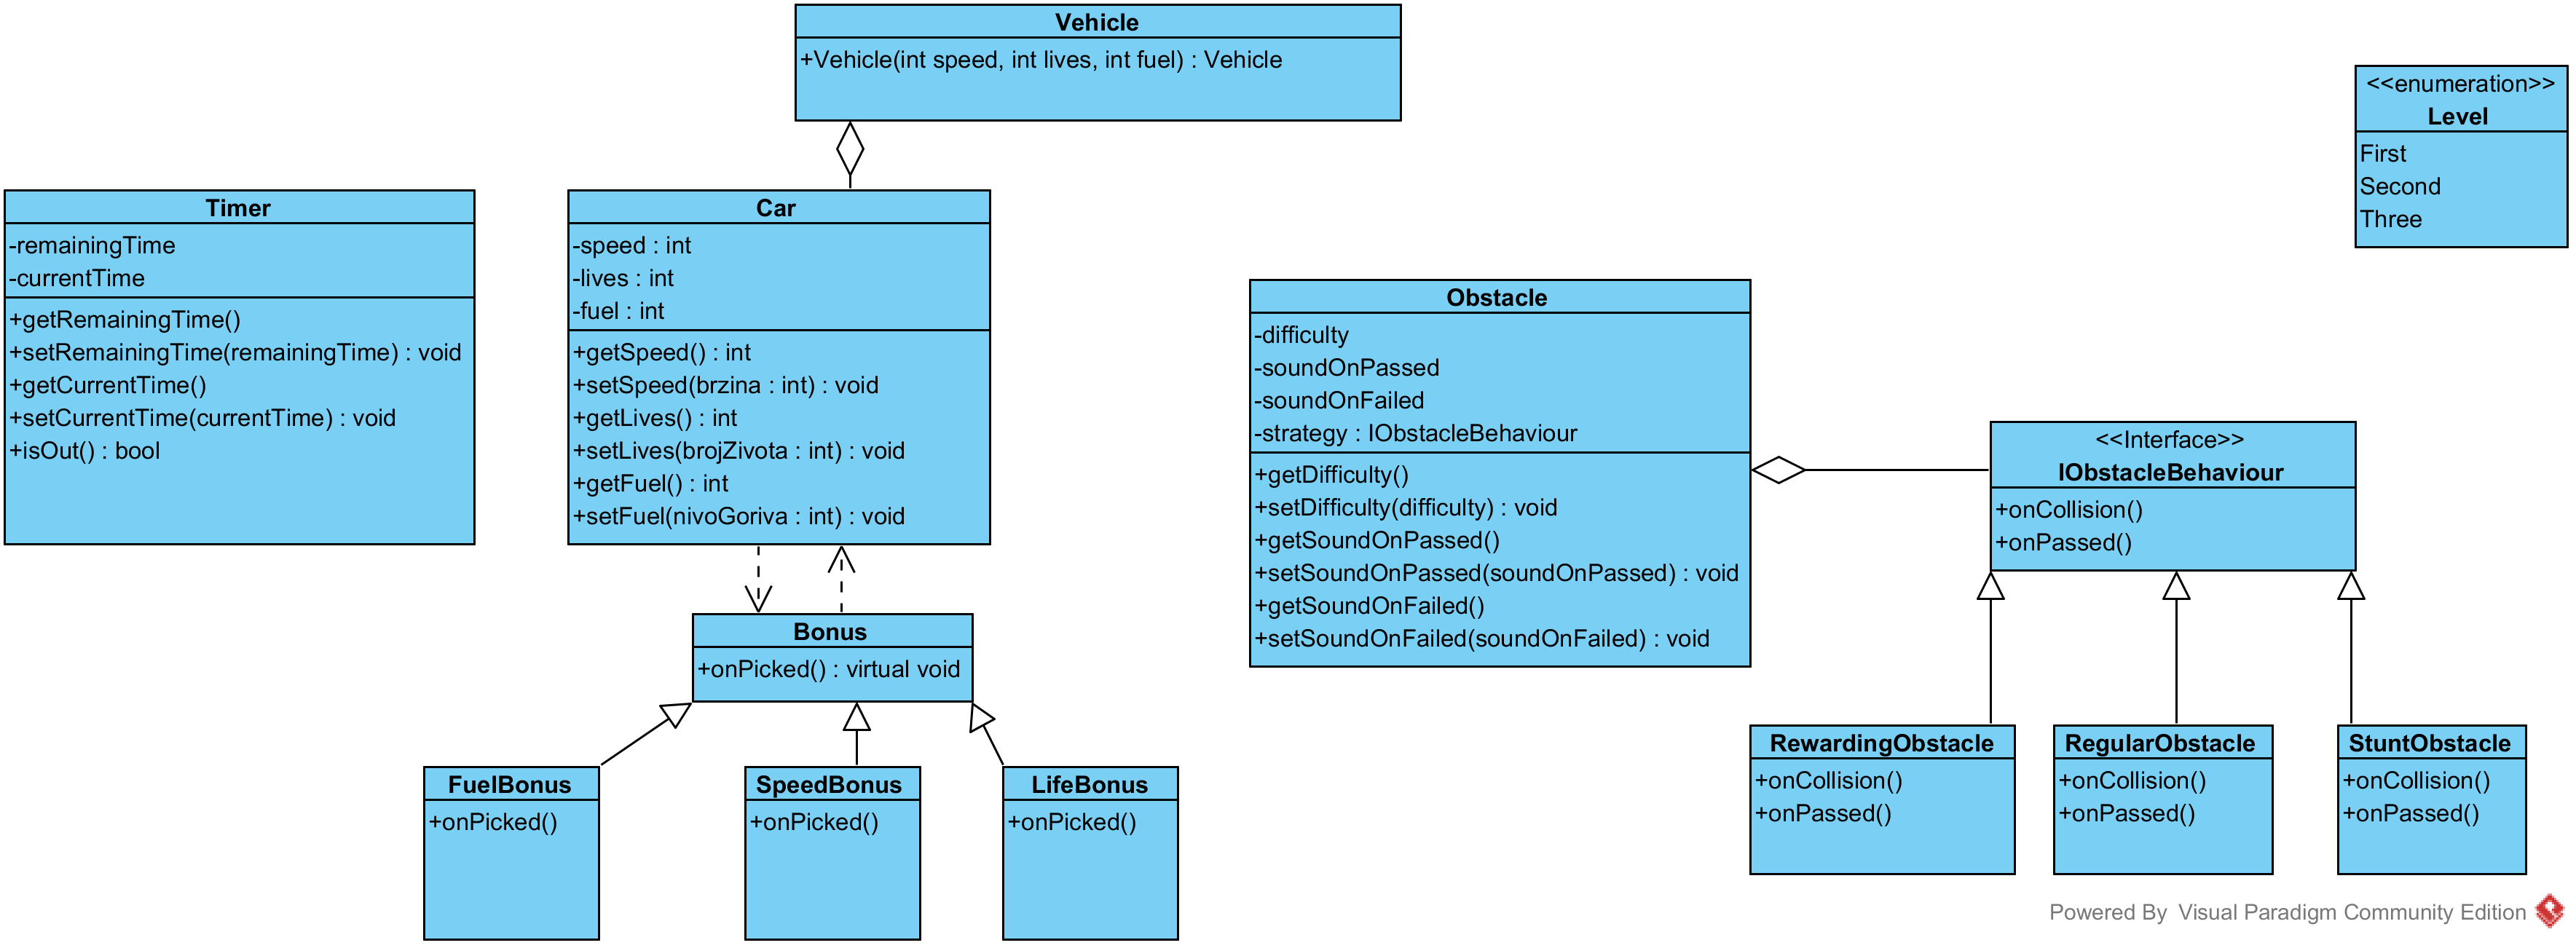 Vehicle
+Vehicle(int speed, int lives, int fuel) : Vehicle
<<enumeration>>
Level
First
Second
Three
Timer
-remainingTime
-currentTime
+getRemainingTime()
+setRemainingTime(remainingTime) : void
+getCurrentTime()
+setCurrentTime(currentTime) : void
+isOut() : bool
Car
-speed : int
-lives : int
-fuel : int
+getSpeed() : int
+setSpeed(brzina : int) : void
+getLives() : int
+setLives(brojZivota : int) : void
+getFuel() : int
+setFuel(nivoGoriva : int) : void
Obstacle
-difficulty
-soundOnPassed
-soundOnFailed
-strategy : IObstacleBehaviour
+getDifficulty()
+setDifficulty(difficulty) : void
+getSoundOnPassed()
+setSoundOnPassed(soundOnPassed) : void
+getSoundOnFailed()
+setSoundOnFailed(soundOnFailed) : void
<<Interface>>
IObstacleBehaviour
+onCollision()
+onPassed()
Bonus
+onPicked() : virtual void
FuelBonus
+onPicked()
SpeedBonus
+onPicked()
LifeBonus
+onPicked()
RewardingObstacle
+onCollision()
+onPassed()
RegularObstacle
+onCollision()
+onPassed()
StuntObstacle
+onCollision()
+onPassed()
Powered By Visual Paradigm Community Edition